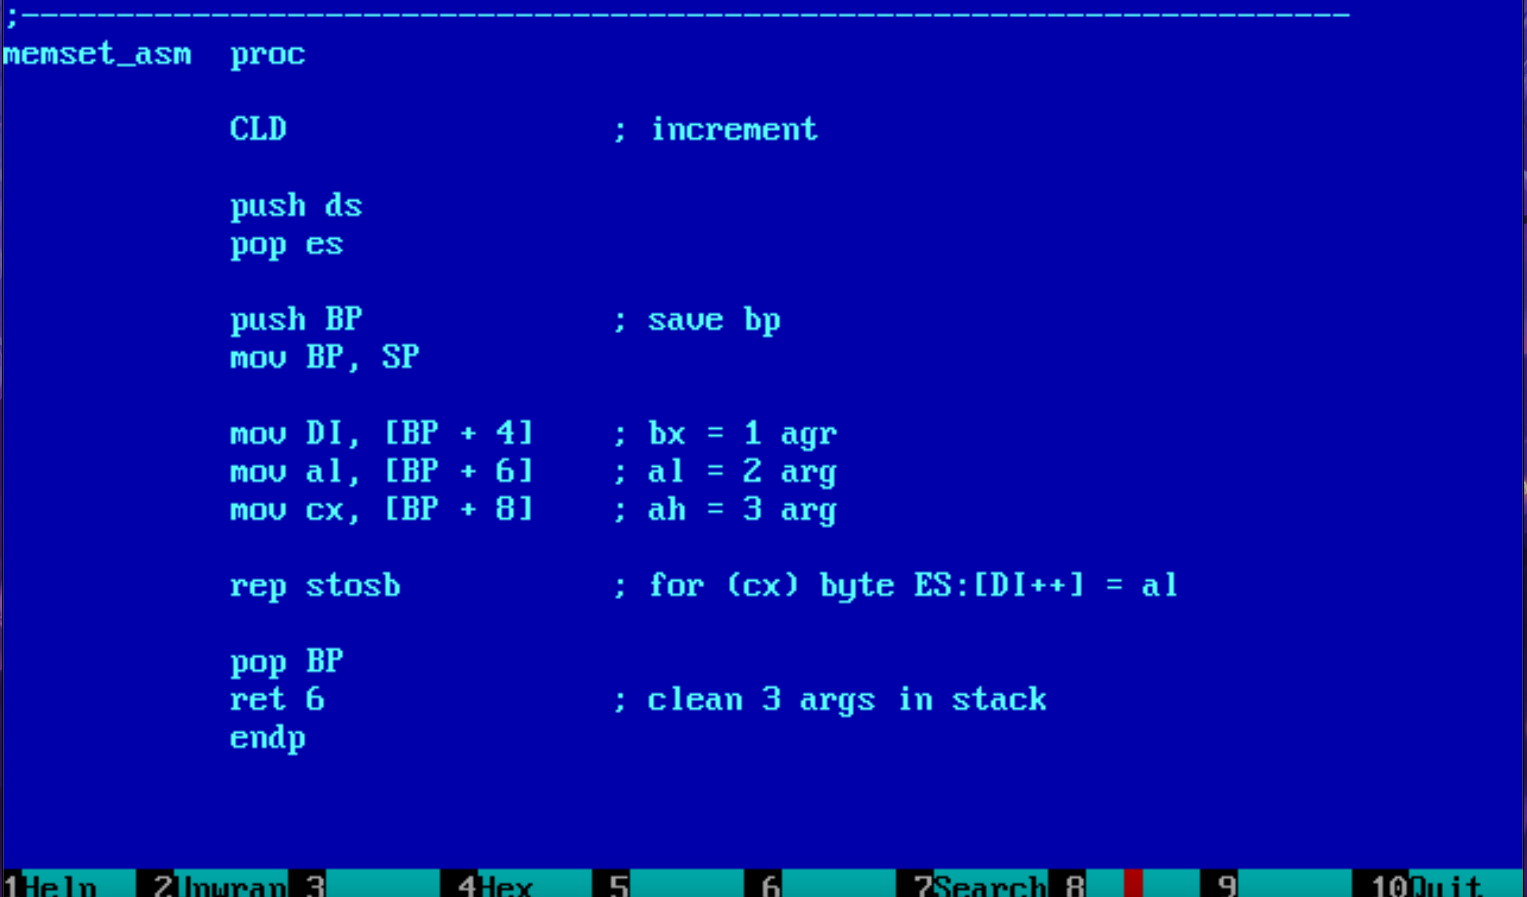 ;-----------------------------------------------------------------------
memset_asm proc
CLD ; increment
push ds
pop es
push BP ; save bp
mov BP, SP
mov DI, [BP + 4] ; bx = 1 agr
mov al, [BP + 6] ; al = 2 arg
mov cx, [BP + 8] ; ah = 3 arg
rep stosb ; for (cx) byte ES:[DI++] = al
pop BP
ret 6 ; clean 3 args in stack
endp
1Help 2Unwrap 3 4Hex 5 6 7Search 8 9 10Quit